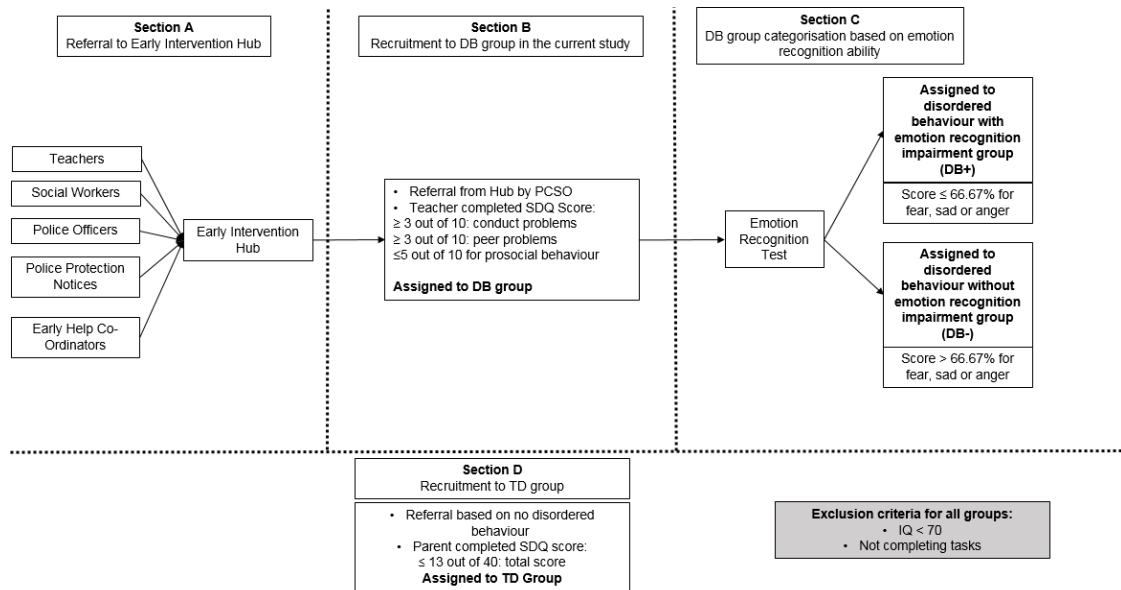 Section A
Referral to Early Intervention Hub
Section B
Recruitment to DB group in the current study
Section C
DB group categorisation based on emotion
recognition ability
Teachers
Social Workers
Police Officers
Police Protection
Notices
Early Help Co-
Ordinators
Early Intervention
Hub
• Referral from Hub by PCSO
• Teacher completed SDQ Score:
≥ 3 out of 10: conduct problems
≥ 3 out of 10: peer problems
≤5 out of 10 for prosocial behaviour
Assigned to DB group
Emotion
Recognition
Test
Assigned to
disordered
behaviour with
emotion recognition
impairment group
(DB+)
Score ≤ 66.67% for
fear, sad or anger
Assigned to
disordered
behaviour without
emotion recognition
impairment group
(DB-)
Score > 66.67% for
fear, sad or anger
Section D
Recruitment to TD group
• Referral based on no disordered
behaviour
• Parent completed SDQ score:
≤ 13 out of 40: total score
Assigned to TD Group
Exclusion criteria for all groups:
• IQ < 70
• Not completing tasks